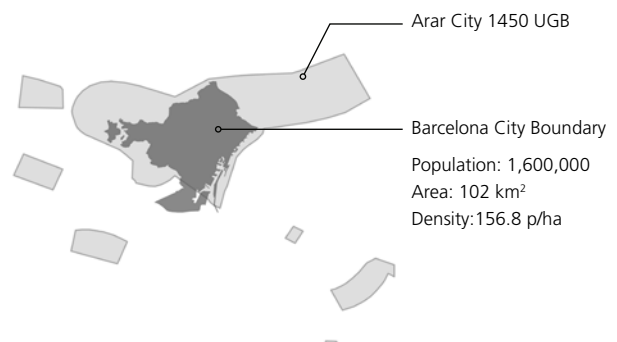 Arar City 1450 UGB
Barcelona City Boundary
Population: 1,600,000
Area: 102 km²
Density:156.8 p/ha